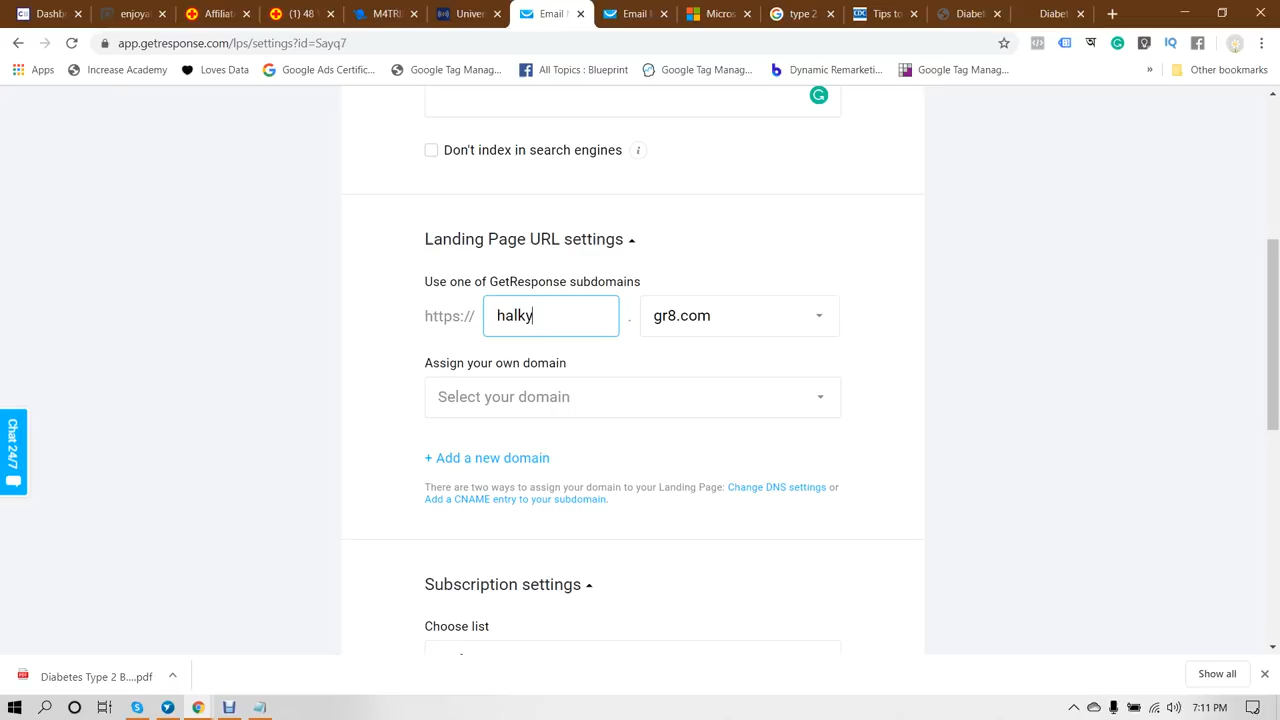 Dashbo
enjoya
Affiliat
(1) 48
M4TRI
Univer
Email
Email
Micros
type 2
CDC
Tips to
Diabet
Diabet
app.getresponse.com/lps/settings?id=Sayq7
IQ
Apps
Increase Academy
Loves Data
Google Ads Certific...
Google Tag Manag...
All Topics : Blueprint
Google Tag Manag...
Dynamic Remarketi...
Google Tag Manag...
»
Other bookmarks
Don't index in search engines
i
Landing Page URL settings
Use one of GetResponse subdomains
https:// halky . gr8.com
Assign your own domain
Select your domain
+ Add a new domain
There are two ways to assign your domain to your Landing Page: Change DNS settings or
Add a CNAME entry to your subdomain.
Subscription settings
Choose list
Chat 24/7
Diabetes Type 2 B....pdf
Show all
7:11 PM